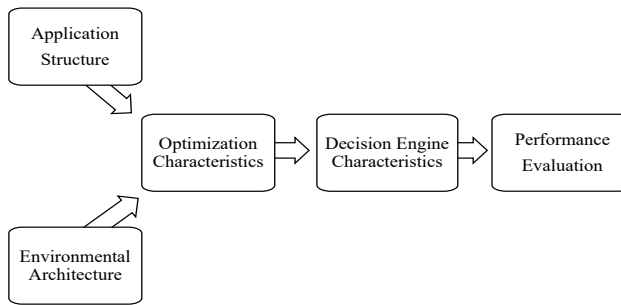 Application
Structure
Optimization
Characteristics
Decision Engine
Characteristics
Performance
Evaluation
Environmental
Architecture